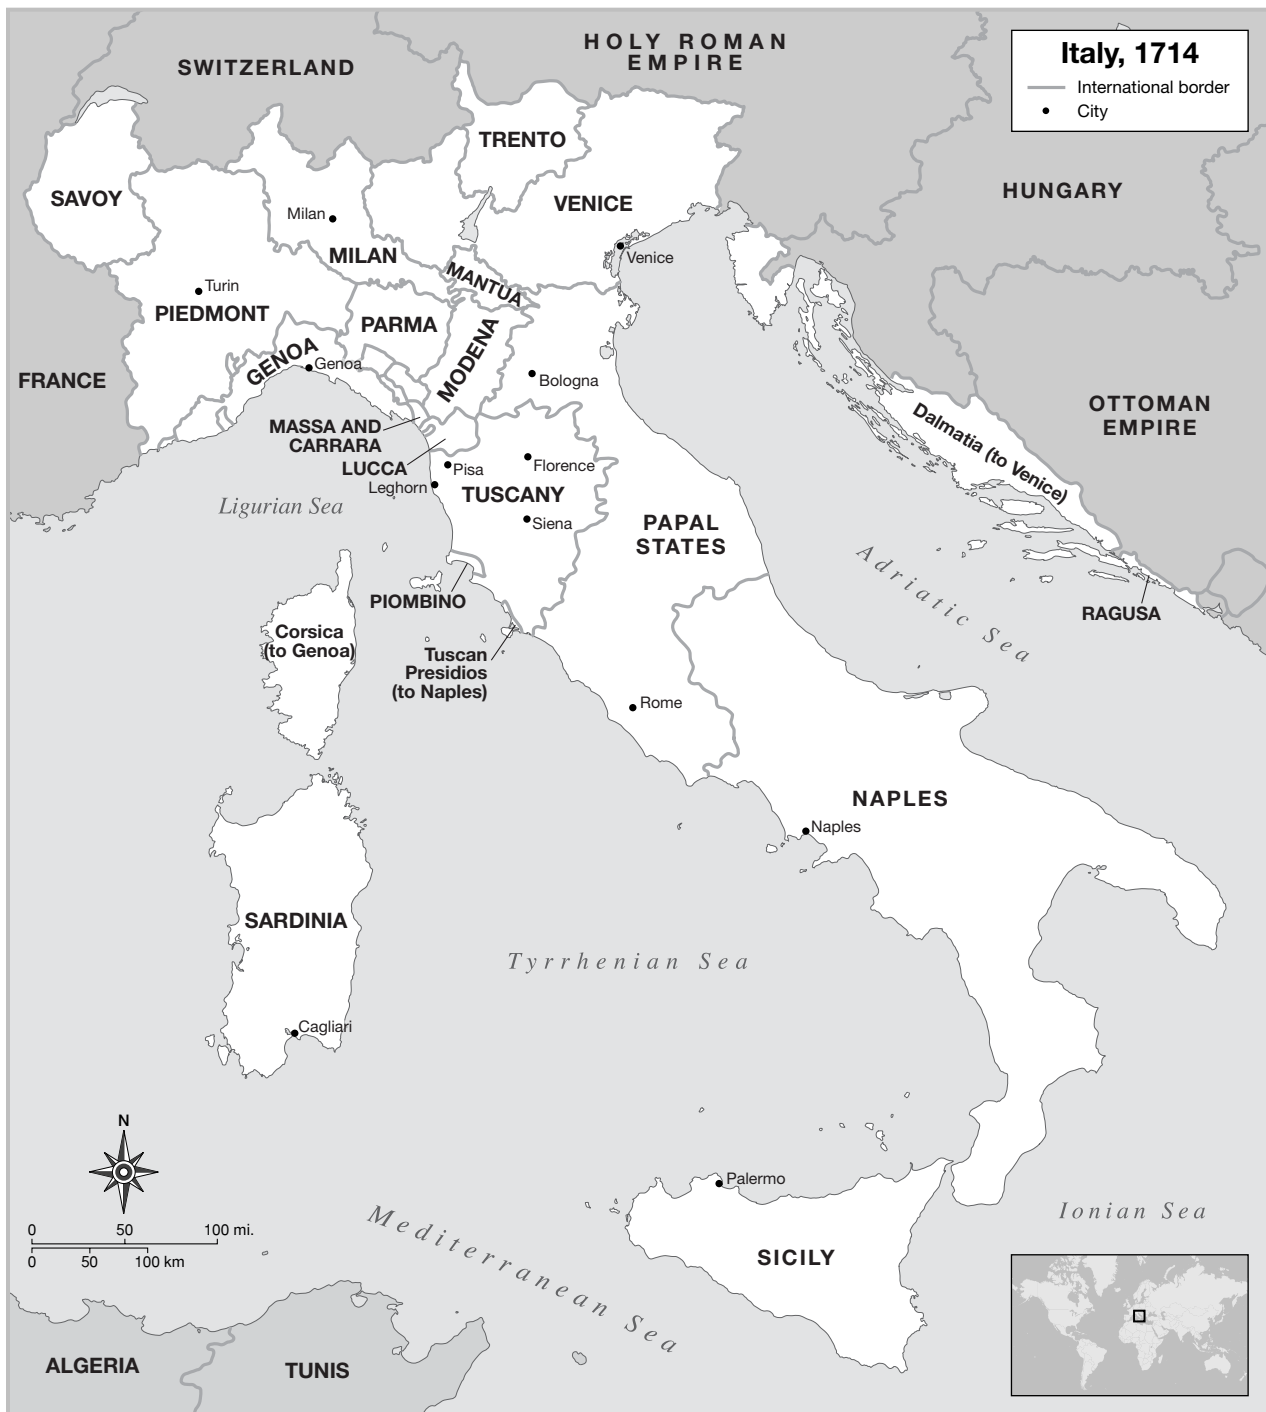 HOLY ROMAN
EMPIRE
Italy, 1714
International border
City
SWITZERLAND
TRENTO
HUNGARY
SAVOY
VENICE
Milan
MILAN
Venice
MANTUA
Turin
PIEDMONT
PARMA
MODENA
GENOA
Genoa
FRANCE
Bologna
OTTOMAN
EMPIRE
Dalmatia (to Venice)
MASSA AND
CARRARA
LUCCA
Pisa
Florence
Leghorn
TUSCANY
Ligurian Sea
Siena
PAPAL
STATES
Adriatic Sea
PIOMBINO
RAGUSA
Corsica
(to Genoa)
Tuscan
Presidios
(to Naples)
Rome
NAPLES
Naples
SARDINIA
Tyrrhenian Sea
Cagliari
N
Palermo
Mediterranean Sea
Ionian Sea
0 50 100 mi.
0 50 100 km
SICILY
ALGERIA
TUNIS